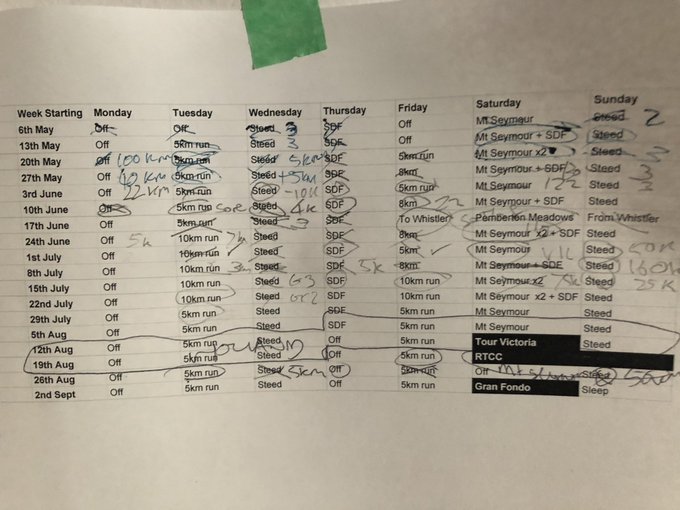 Week Starting Monday Tuesday Wednesday Thursday Friday Saturday Sunday
6th May Off Off Steed 3 SDF Off Mt Seymour Steed 2
13th May Off 5km run Steed 3 SDF Off Mt Seymour + SDF Steed
20th May Off 100km 5km run Steed 5km SDF 5km run Mt Seymour x2 Steed 3
27th May Off 5km run Steed +5km SDF 8km Mt Seymour + SDF Steed 3
3rd June Off 22km 5km run Steed -10k SDF 5km run Mt Seymour Steed 3
10th June Off 5km run Steed 4k SDF 8km Mt Seymour + SDF Steed
17th June Off 5km run Steed 3 SDF To Whistler Pemberton Meadows From Whistler
24th June Off 5k 10km run Steed SDF 8km Mt Seymour x2 + SDF Steed
1st July Off 10km run Steed SDF 5km Mt Seymour Steed 50k
8th July Off 10km run Steed SDF 5k 8km Mt Seymour + SDF Steed 160k
15th July Off 10km run Steed SDF 10km run Mt Seymour x2 Steed 25k
22nd July Off 10km run Steed SDF 10km run Mt Seymour x2 + SDF Steed
29th July Off 5km run Steed SDF 5km run Mt Seymour Steed
5th Aug Off 5km run Steed SDF 5km run Mt Seymour Steed
12th Aug Off 5km run Steed Off 5km run Tour Victoria Steed
19th Aug Off 5km run Steed Off 5km run RTCC
26th Aug Off 5km run Steed 5km Off 5km run Off Mt Seymour Steed
2nd Sept Off 5km run Steed Off 5km run Gran Fondo Sleep